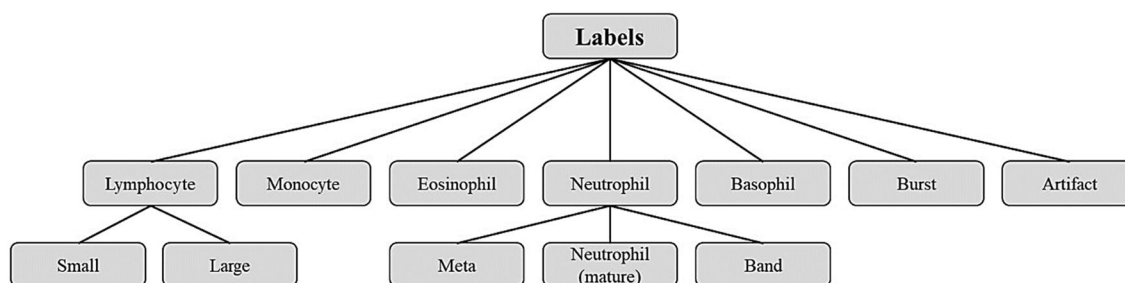 Labels
Lymphocyte
Monocyte
Eosinophil
Neutrophil
Basophil
Burst
Artifact
Small
Large
Meta
Neutrophil
(mature)
Band